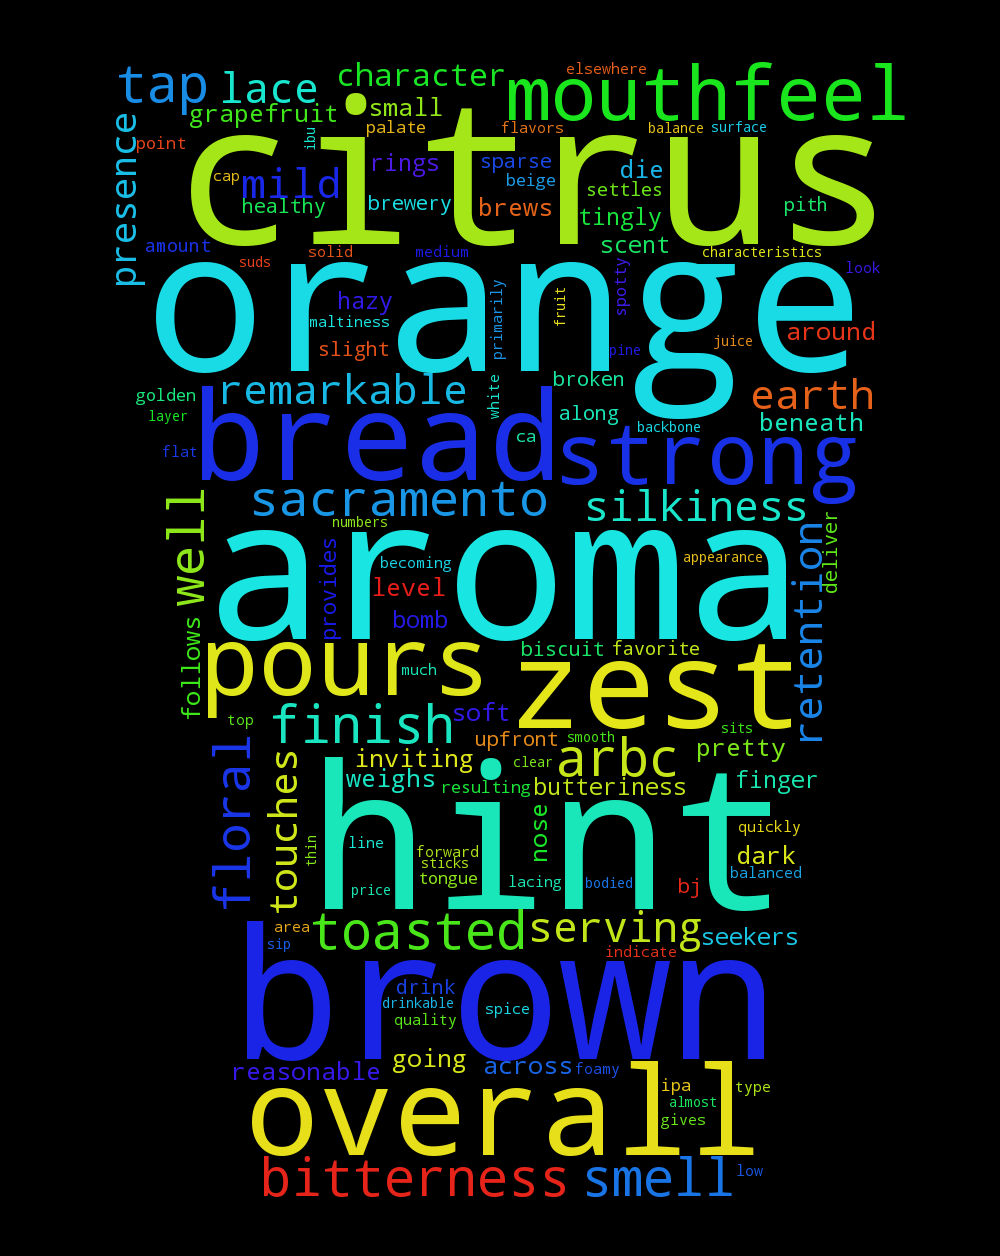 elsewhere
tap
lace
character
mouthfeel
small
grapefruit
citrus
ibu
palate
flavors
balance
surface
presence
point
rings
sparse
die
cap
mild
beige
settles
healthy
brewery
brews
tingly
pith
amount
suds
solid
medium
scent
characteristics
look
orange
hazy
primarily
fruit
spotty
maltiness
slight
pine
juice
around
golden
remarkable
white
broken
earth
layer
bread
along
beneath
flat
ca
backbone
strong
well
sacramento
silkiness
numbers
retention
deliver
aroma
provides
becoming
level
appearance
bomb
follows
pours
much
biscuit
favorite
zest
top
finish
soft
upfront
smooth
sits
floral
touches
inviting
clear
arbc
pretty
weighs
resulting
butteriness
finger
hint
thin
line
forward
sticks
tongue
nose
quickly
dark
balanced
price
lacing
bodied
bj
area
sip
toasted
serving
seekers
indicate
brown
drink
drinkable
quality
spice
reasonable
going
across
foamy
overall
ipa
type
almost
gives
bitterness
smell
low